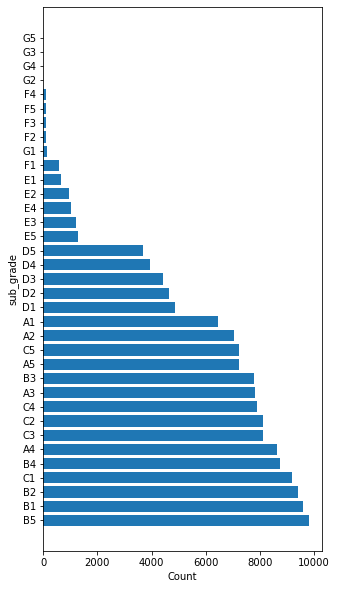 G5
G3
G4
G2
F4
F5
F3
F2
G1
F1
E1
E2
E4
E3
E5
D5
D4
D3
D2
D1
A1
A2
C5
A5
B3
A3
C4
C2
C3
A4
B4
C1
B2
B1
B5
sub_grade
0 2000 4000 6000 8000 10000
Count